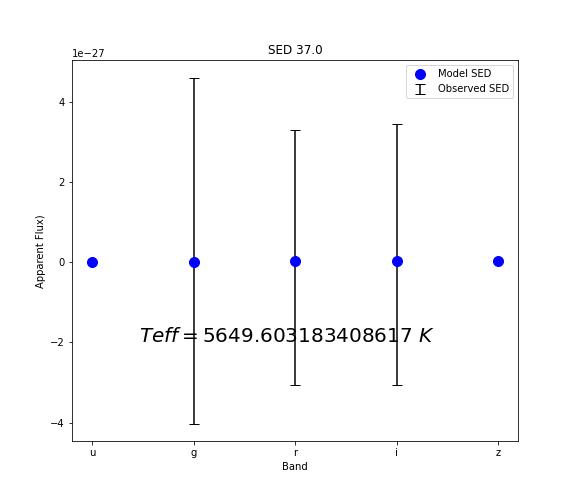 SED 37.0
1e−27
Model SED
Observed SED
4
2
0
−2
−4
Apparent Flux)
Teff = 5649.603183408617 K
u g r i z
Band